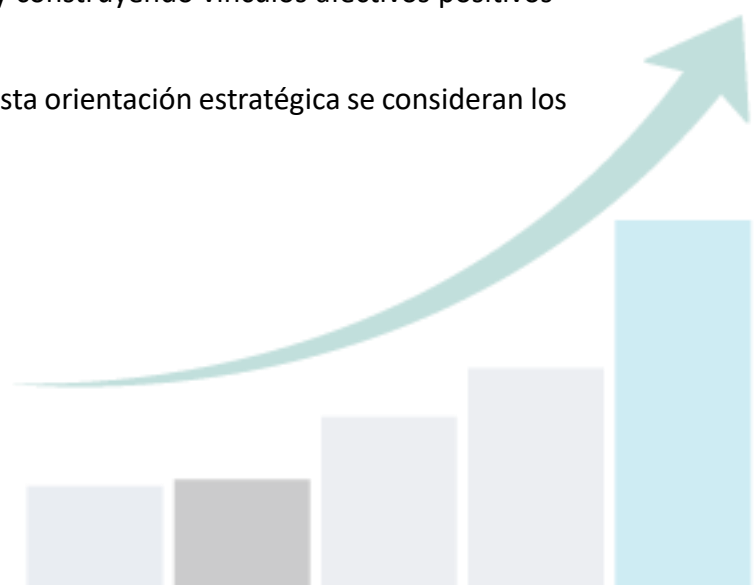 y construyendo vínculos afectivos positivos
sta orientación estratégica se consideran los